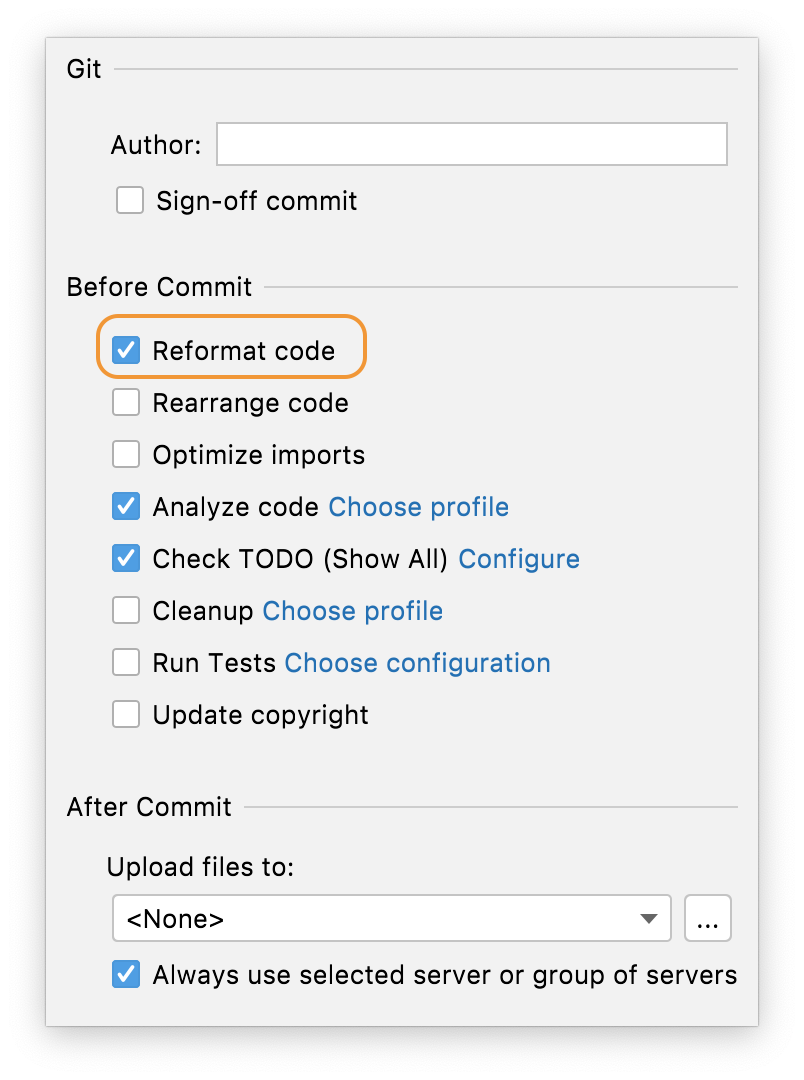 Git
Author:
Sign-off commit
Before Commit
Reformat code
Rearrange code
Optimize imports
Analyze code Choose profile
Check TODO (Show All) Configure
Cleanup Choose profile
Run Tests Choose configuration
Update copyright
After Commit
Upload files to:
<None> ...
Always use selected server or group of servers